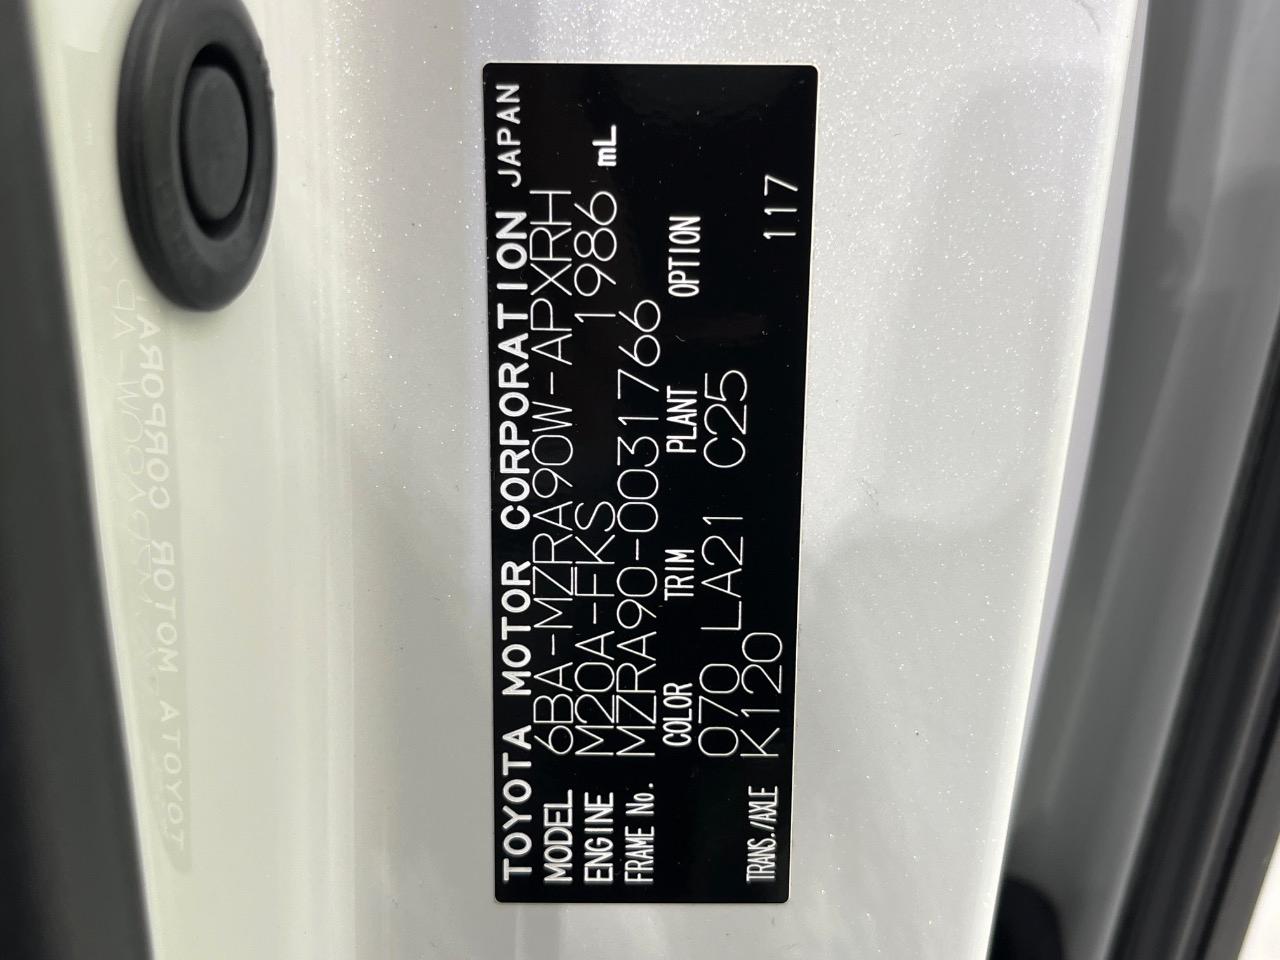 TOYOTA MOTOR CORPORATION JAPAN
MODEL 6BA-MZRA90W-APXRH
ENGINE M20A-FKS 1986 mL
FRAME No. MZRA90-0031766
COLOR TRIM PLANT OPTION
070 LA21 C25
TRANS./AXLE K120 117